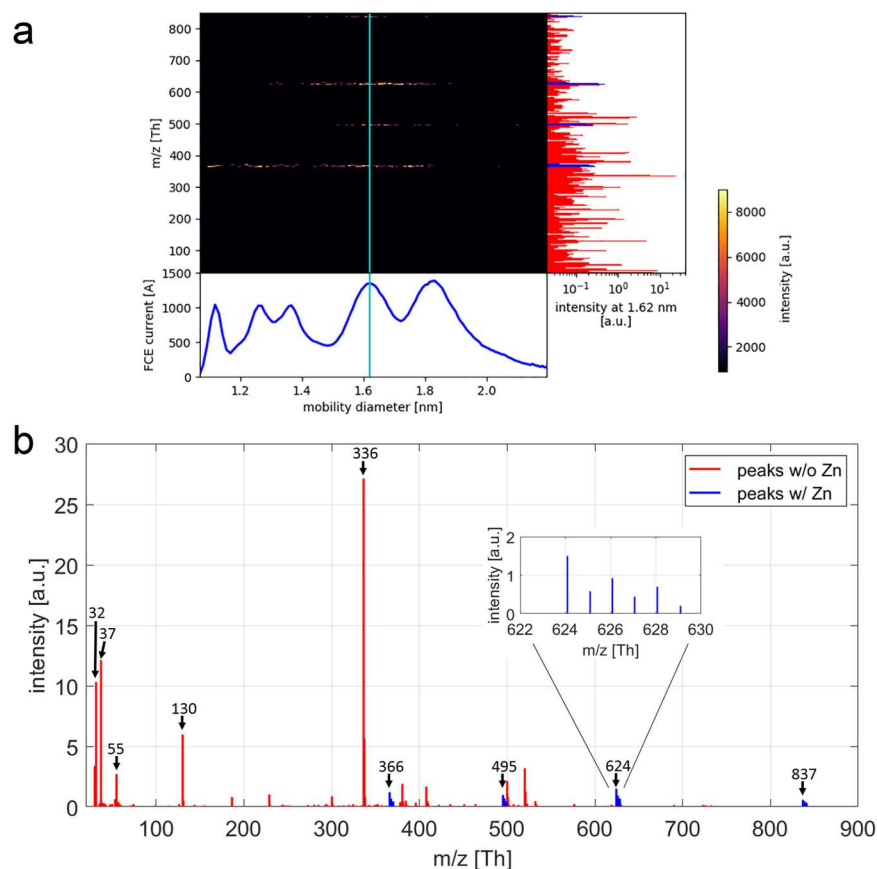 a
800
700
600
500
400
300
200
100
m/z [Th]
8000
6000
4000
2000
intensity [a.u.]
10⁻¹ 10⁰ 10¹
intensity at 1.62 nm
[a.u.]
1500
1000
500
0
FCE current [A]
1.2 1.4 1.6 1.8 2.0
mobility diameter [nm]
b
30
25
20
15
10
5
0
intensity [a.u.]
336
peaks w/o Zn
peaks w/ Zn
32
37
55
130
366
495
624
837
2
1
0
intensity [a.u.]
622 624 626 628 630
m/z [Th]
100 200 300 400 500 600 700 800 900
m/z [Th]